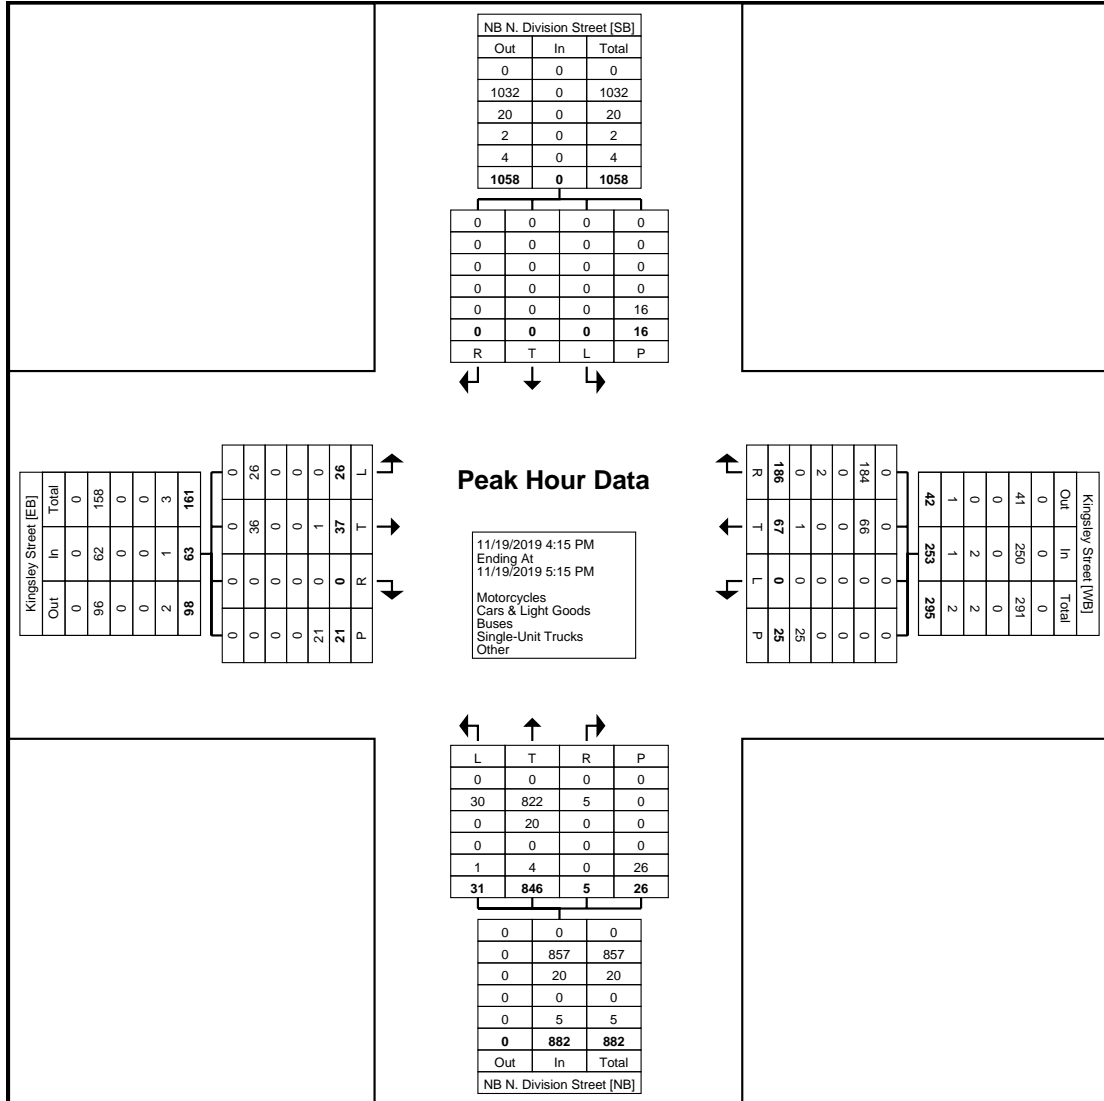 NB N. Division Street [SB]
Out In Total
0 0 0
1032 0 1032
20 0 20
2 0 2
4 0 4
1058 0 1058
0 0 0 0
0 0 0 0
0 0 0 0
0 0 0 0
0 0 0 16
0 0 0 16
R T L P
Kingsley Street [EB]
Total 0 158 0 0 3 161
In 0 62 0 0 1 63
Out 0 96 0 0 2 98
0 26 0 0 0 26 L
0 36 0 0 1 37 T
0 0 0 0 0 0 R
0 0 0 0 21 21 P
Peak Hour Data
11/19/2019 4:15 PM
Ending At
11/19/2019 5:15 PM
Motorcycles
Cars & Light Goods
Buses
Single-Unit Trucks
Other
R 186 0 2 0 184 0
T 67 1 0 0 66 0
L 0 0 0 0 0 0
P 25 25 0 0 0 0
Kingsley Street [WB]
42 1 0 0 41 0 Out
253 1 2 0 250 0 In
295 2 2 0 291 0 Total
L T R P
0 0 0 0
30 822 5 0
0 20 0 0
0 0 0 0
1 4 0 26
31 846 5 26
0 0 0
0 857 857
0 20 20
0 0 0
0 5 5
0 882 882
Out In Total
NB N. Division Street [NB]